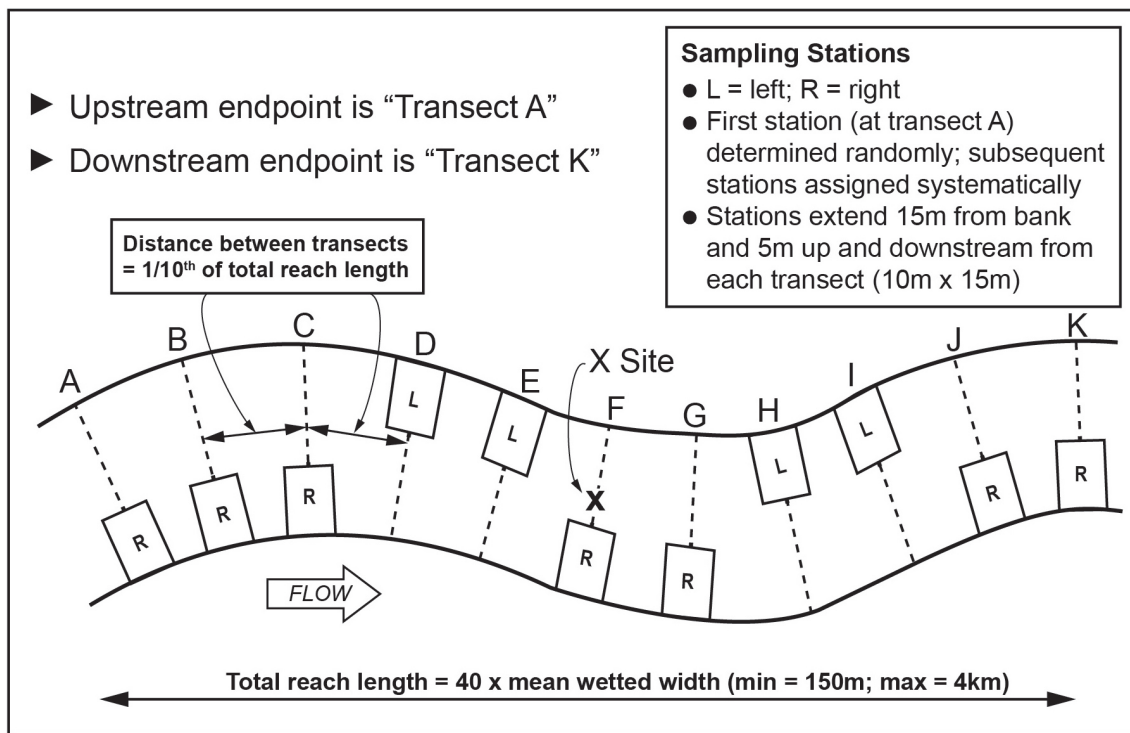 ► Upstream endpoint is “Transect A”
► Downstream endpoint is “Transect K”
Sampling Stations
● L = left; R = right
● First station (at transect A)
determined randomly; subsequent
stations assigned systematically
● Stations extend 15m from bank
and 5m up and downstream from
each transect (10m x 15m)
Distance between transects
= 1/10th of total reach length
A
B
C
D
E
X Site
F
G
H
I
J
K
L
L
L
L
X
R
R
R
R
R
R
R
FLOW
Total reach length = 40 x mean wetted width (min = 150m; max = 4km)